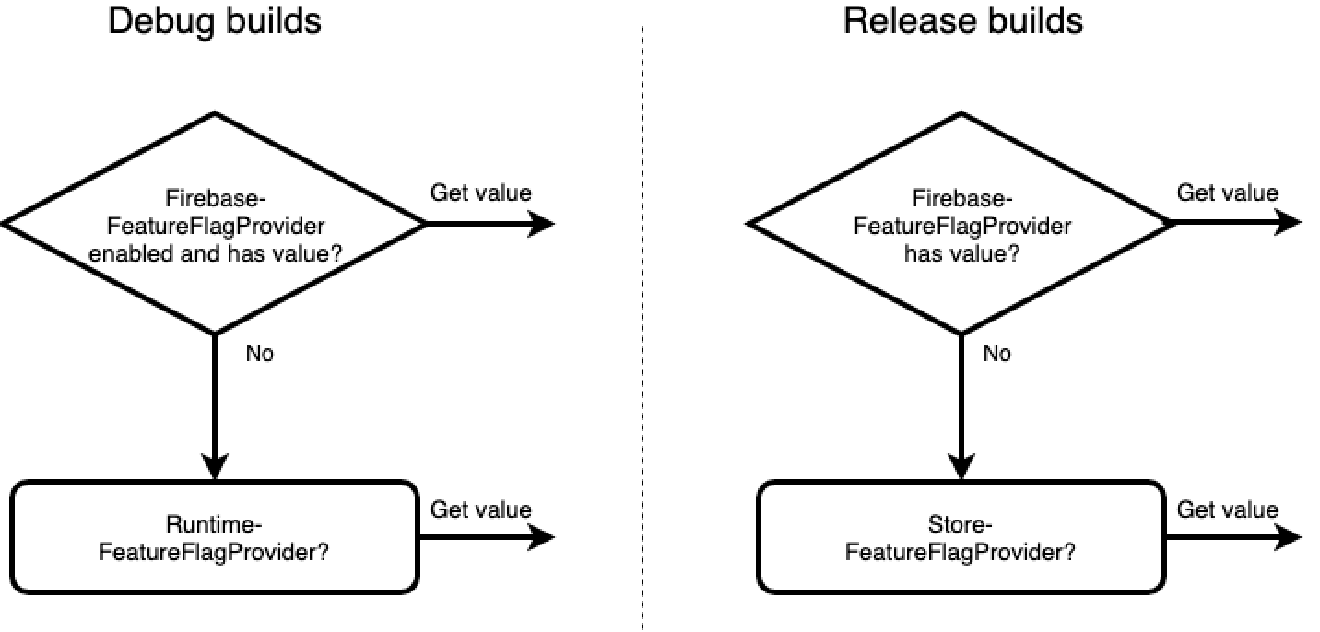 Debug builds
Firebase-
FeatureFlagProvider
enabled and has value?
Get value
No
Runtime-
FeatureFlagProvider?
Get value
Release builds
Firebase-
FeatureFlagProvider
has value?
Get value
No
Store-
FeatureFlagProvider?
Get value